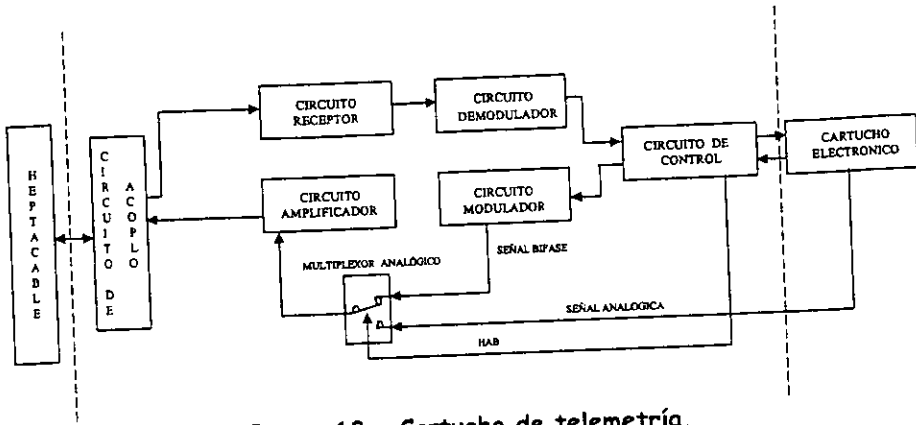 HEPTACABLE
CIRCUITO DE
ACOPLO
CIRCUITO
RECEPTOR
CIRCUITO
DEMODULADOR
CIRCUITO DE
CONTROL
CARTUCHO
ELECTRONICO
CIRCUITO
AMPLIFICADOR
CIRCUITO
MODULADOR
MULTIPLEXOR ANALÓGICO
SEÑAL BIFASE
SEÑAL ANALOGICA
HAB
Cartucho de telemetría.